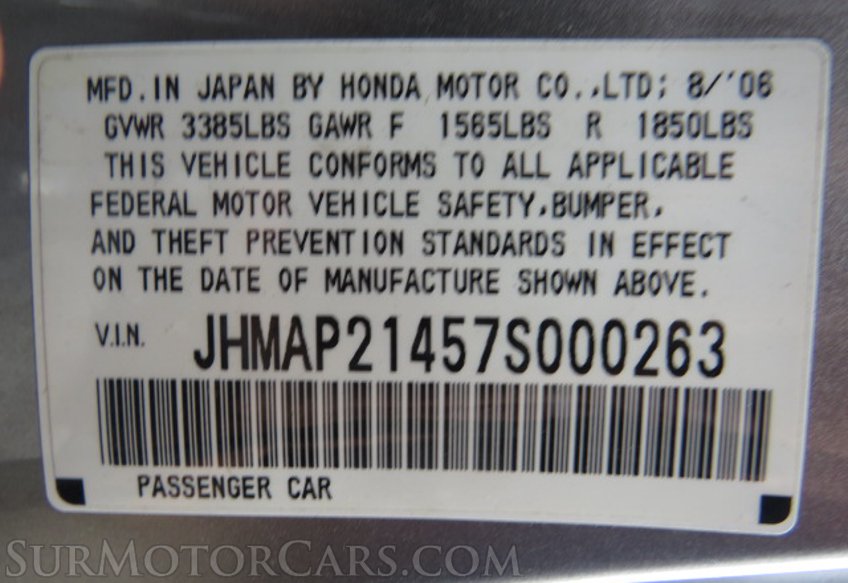 MFD.IN JAPAN BY HONDA MOTOR CO.,LTD; 8/'06
GVWR 3385LBS GAWR F 1565LBS R 1850LBS
THIS VEHICLE CONFORMS TO ALL APPLICABLE
FEDERAL MOTOR VEHICLE SAFETY,BUMPER,
AND THEFT PREVENTION STANDARDS IN EFFECT
ON THE DATE OF MANUFACTURE SHOWN ABOVE.
V.I.N. JHMAP21457S000263
PASSENGER CAR
SURMOTORCARS.COM